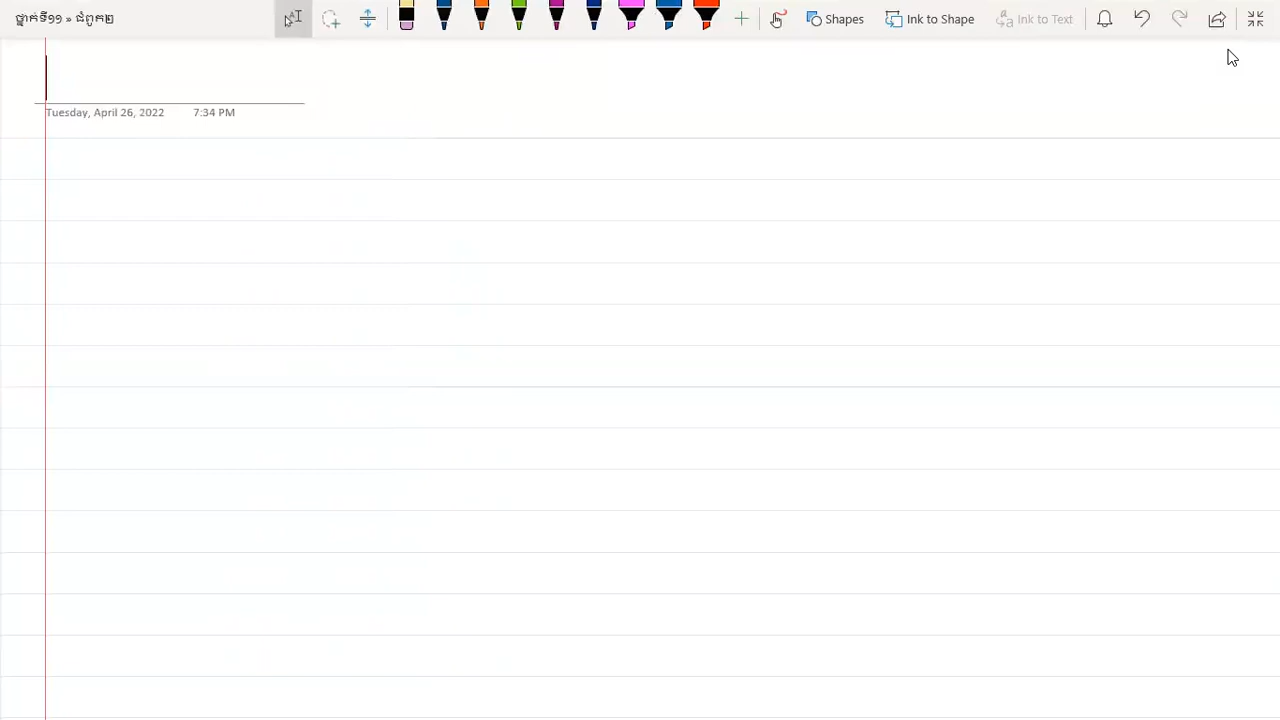 ថ្នាក់ទី១១ » ជំពូក២
Shapes
Ink to Shape
Ink to Text
Tuesday, April 26, 2022 7:34 PM